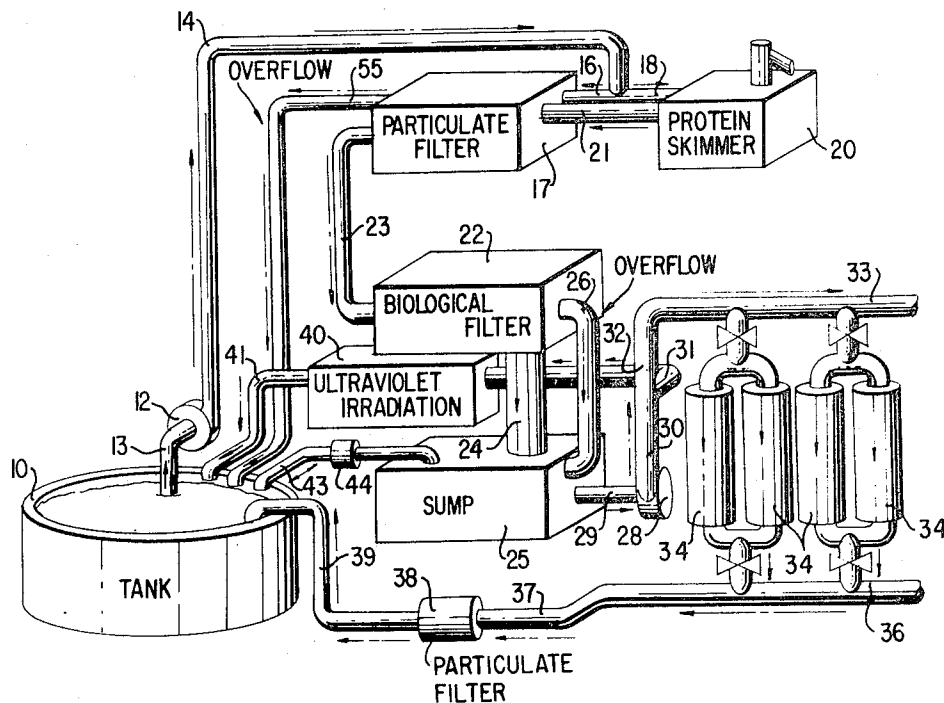 14
OVERFLOW
55
16
18
PARTICULATE
FILTER
21
17
PROTEIN
SKIMMER
20
23
22
26
OVERFLOW
33
BIOLOGICAL
FILTER
40
32
31
41
ULTRAVIOLET
IRRADIATION
12
13
24
30
10
43
44
SUMP
25
29
28
34
34
34
TANK
39
38
37
36
PARTICULATE
FILTER